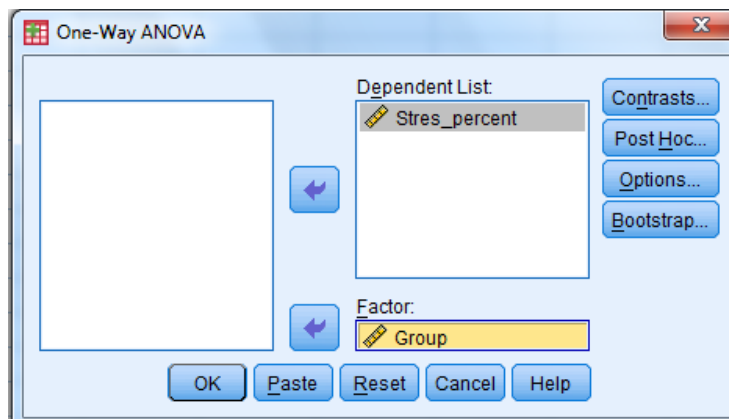 One-Way ANOVA
X
Dependent List:
Stres_percent
Contrasts...
Post Hoc...
Options...
Bootstrap...
Factor:
Group
OK Paste Reset Cancel Help